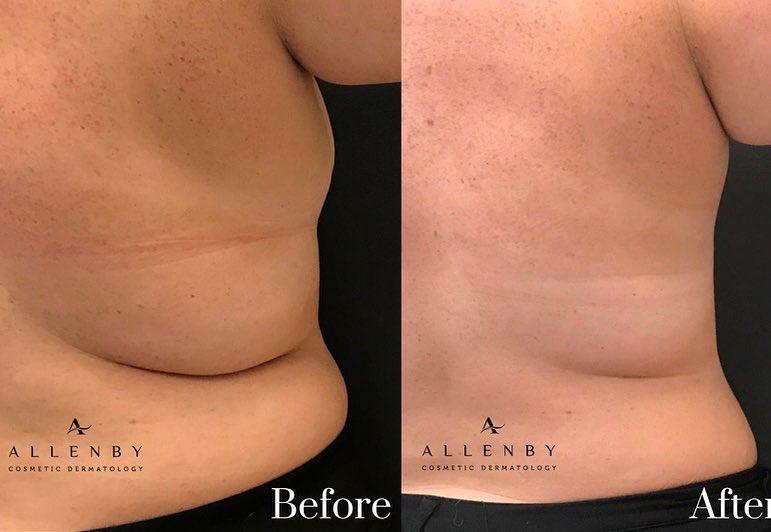 ALLENBY
COSMETIC DERMATOLOGY
Before
ALLENBY
COSMETIC DERMATOLOGY
After